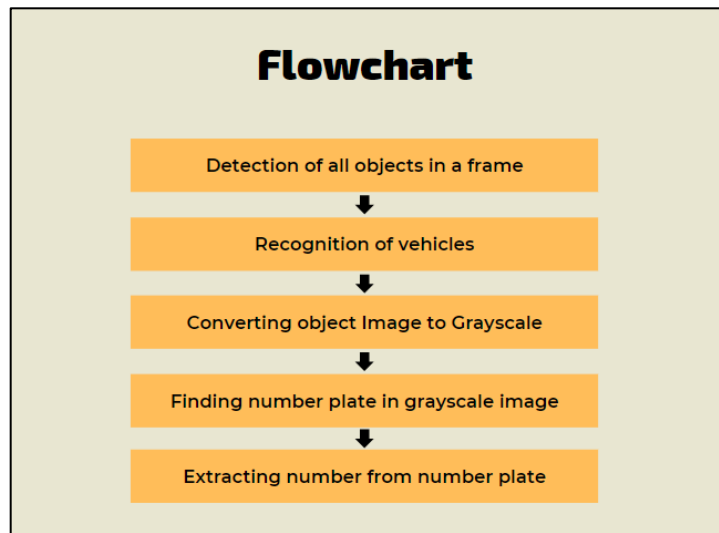 Flowchart
Detection of all objects in a frame
Recognition of vehicles
Converting object Image to Grayscale
Finding number plate in grayscale image
Extracting number from number plate